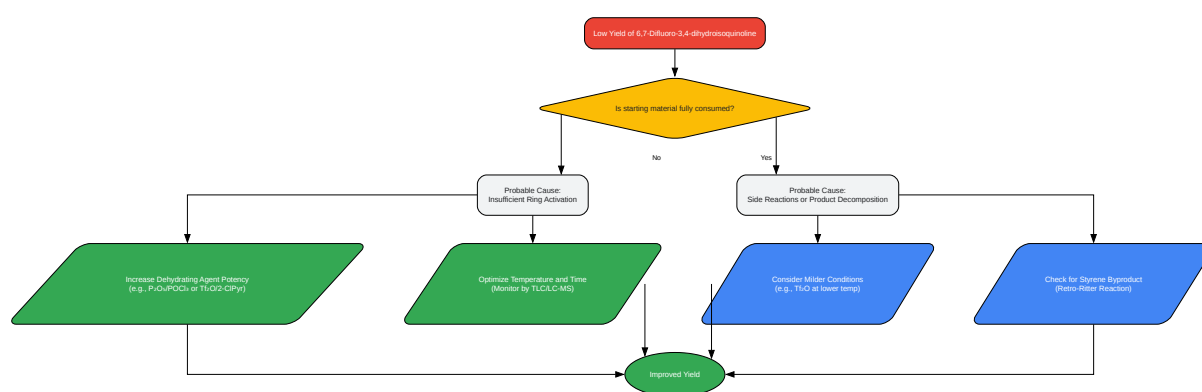 Low Yield of 6,7-Difluoro-3,4-dihydroisoquinoline
Is starting material fully consumed?
No
Yes
Probable Cause:
Insufficient Ring Activation
Probable Cause:
Side Reactions or Product Decomposition
Increase Dehydrating Agent Potency
(e.g., P₂O₅/POCl₃ or Tf₂O/2-ClPyr)
Optimize Temperature and Time
(Monitor by TLC/LC-MS)
Consider Milder Conditions
(e.g., Tf₂O at lower temp)
Check for Styrene Byproduct
(Retro-Ritter Reaction)
Improved Yield